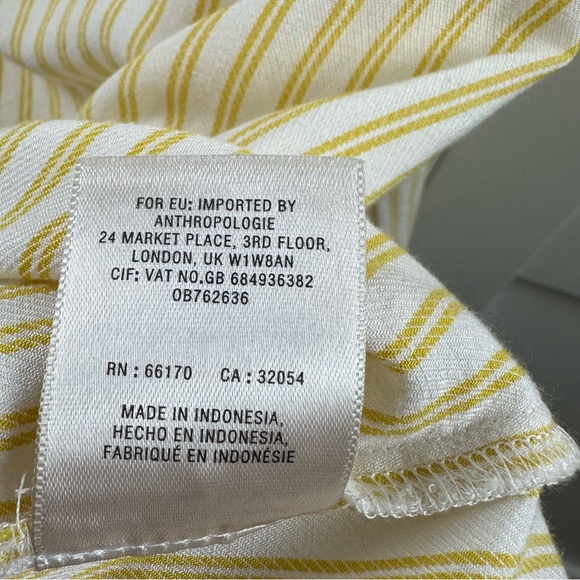 FOR EU: IMPORTED BY
ANTHROPOLOGIE
24 MARKET PLACE, 3RD FLOOR,
LONDON, UK W1W8AN
CIF: VAT NO.GB 684936382
OB762636
RN : 66170 CA : 32054
MADE IN INDONESIA,
HECHO EN INDONESIA,
FABRIQUÉ EN INDONÉSIE